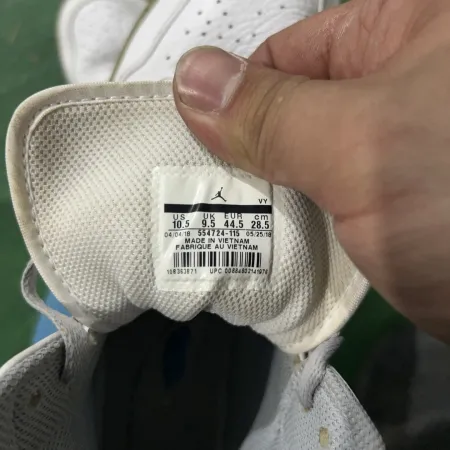 VY
US UK EUR cm
10.5 9.5 44.5 28.5
04/04/18 554724-115 05/25/18
MADE IN VIETNAM
FABRIQUE AU VIETNAM
UPC